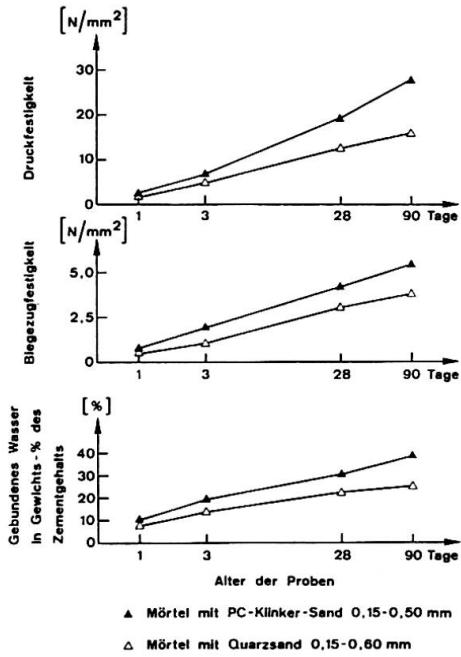 [N/mm²]
Druckfestigkeit
30
20
10
0
1 3 28 90 Tage
[N/mm²]
Biegezugfestigkeit
5,0
2,5
0
1 3 28 90 Tage
[%]
Gebundenes Wasser
in Gewichts-% des
Zementgehalts
40
30
20
10
0
1 3 28 90 Tage
Alter der Proben
▲ Mörtel mit PC-Klinker-Sand 0,15-0,50 mm
△ Mörtel mit Quarzsand 0,15-0,60 mm